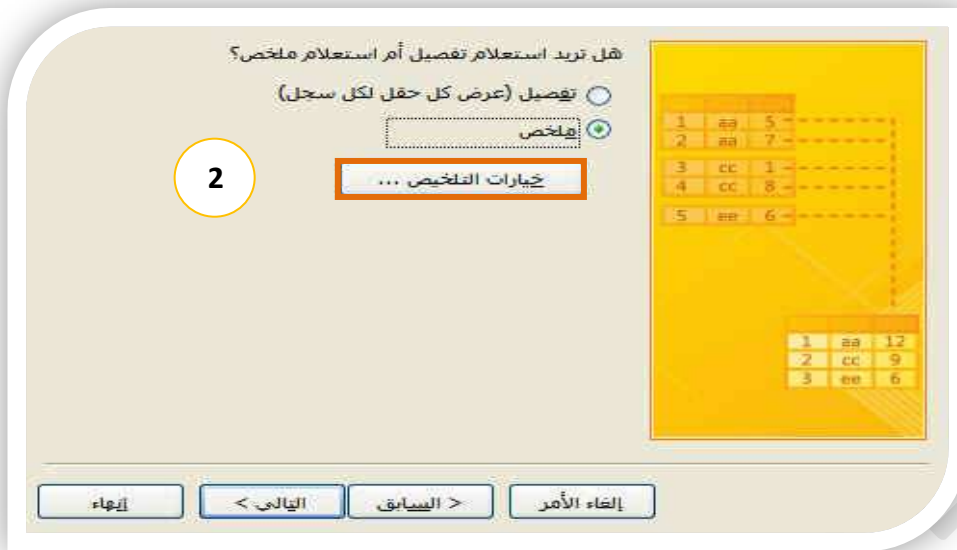 هل تريد استعلام تفصيل أم استعلام ملخص؟
تفصيل (عرض كل حقل لكل سجل)
ملخص
خيارات التلخيص ...
2
1 aa 5
2 aa 7
3 cc 1
4 cc 8
5 ee 6
1 aa 12
2 cc 9
3 ee 6
إلغاء الأمر
< السابق
التالي >
إنهاء